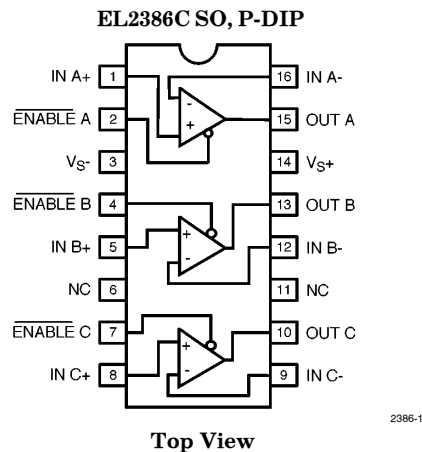 EL2386C SO, P-DIP
IN A+ 1 16 IN A-
ENABLE A 2 15 OUT A
VS- 3 14 VS+
ENABLE B 4 13 OUT B
IN B+ 5 12 IN B-
NC 6 11 NC
ENABLE C 7 10 OUT C
IN C+ 8 9 IN C-
- +
+ -
+ -
2386-1
Top View